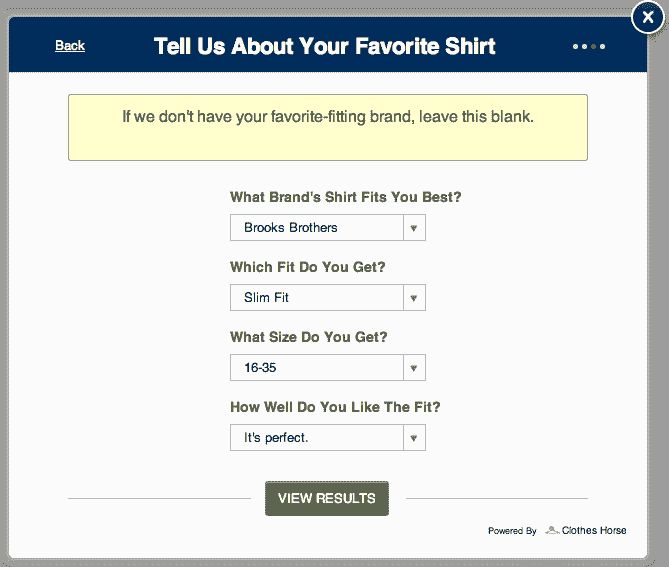 Back
Tell Us About Your Favorite Shirt
If we don't have your favorite-fitting brand, leave this blank.
What Brand's Shirt Fits You Best?
Brooks Brothers
Which Fit Do You Get?
Slim Fit
What Size Do You Get?
16-35
How Well Do You Like The Fit?
It's perfect.
VIEW RESULTS
Powered By Clothes Horse